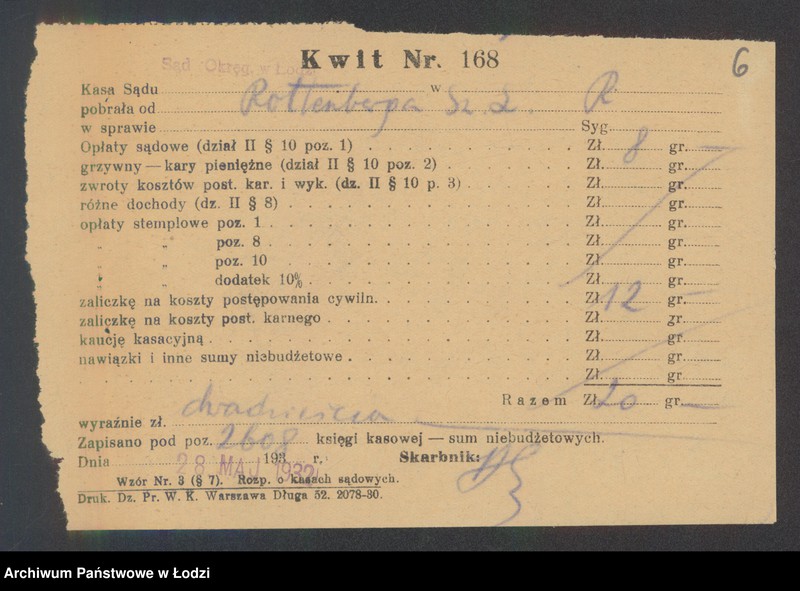 6
Kwit Nr. 168
Sąd Okręg. w Łodzi
Kasa Sądu w
pobrała od Rottenberga Sz. L. R
w sprawie Syg.
Opłaty sądowe (dział II § 10 poz. 1) Zł. 8 gr. —
grzywny — kary pieniężne (dział II § 10 poz. 2) Zł. gr.
zwroty kosztów post. kar. i wyk. (dz. II § 10 p. 3) Zł. gr.
różne dochody (dz. II § 8) Zł. gr.
opłaty stemplowe poz. 1 Zł. gr.
„ „ poz. 8 Zł. gr.
„ „ poz. 10 Zł. gr.
„ „ dodatek 10% Zł. gr.
zaliczkę na koszty postępowania cywiln. Zł. 12 gr. —
zaliczkę na koszty post. karnego Zł. gr.
kaucję kasacyjną Zł. gr.
nawiązki i inne sumy niebudżetowe Zł. gr.
Zł. gr.
Razem Zł. 20 gr. —
wyraźnie zł. dwadzieścia
Zapisano pod poz. 2608 księgi kasowej — sum niebudżetowych.
Dnia 28 MAJ 1932 193 r. Skarbnik:
Wzór Nr. 3 (§ 7). Rozp. o kasach sądowych.
Druk. Dz. Pr. W. K. Warszawa Długa 52. 2078-30.
Archiwum Państwowe w Łodzi